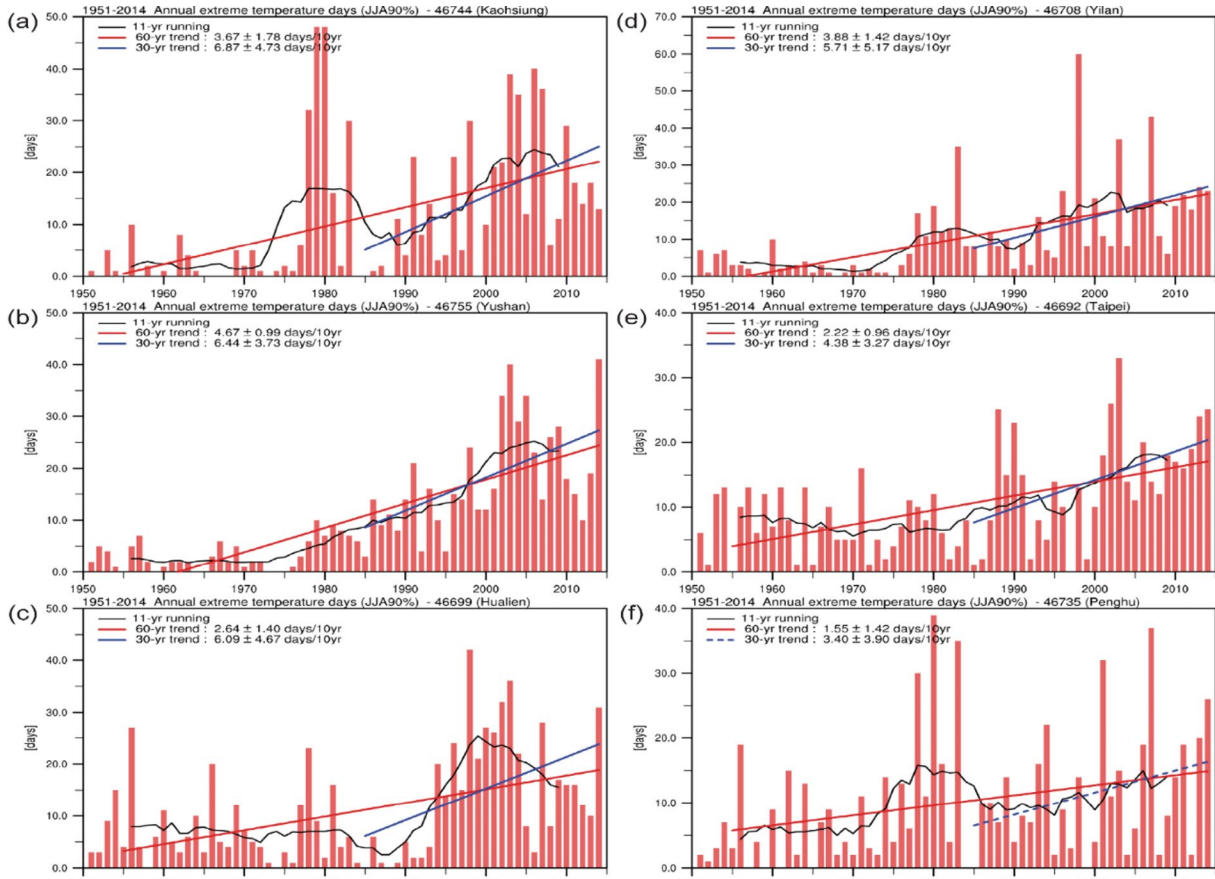 (a)
1951-2014 Annual extreme temperature days (JJA90%) - 46744 (Kaohsiung)
11-yr running
60-yr trend : 3.67 ± 1.78 days/10yr
30-yr trend : 6.87 ± 4.73 days/10yr
50.0
40.0
30.0
20.0
10.0
0.0
[days]
1950 1960 1970 1980 1990 2000 2010
(d)
1951-2014 Annual extreme temperature days (JJA90%) - 46708 (Yilan)
11-yr running
60-yr trend : 3.88 ± 1.42 days/10yr
30-yr trend : 5.71 ± 5.17 days/10yr
70.0
60.0
50.0
40.0
30.0
20.0
10.0
0.0
[days]
1950 1960 1970 1980 1990 2000 2010
(b)
1951-2014 Annual extreme temperature days (JJA90%) - 46755 (Yushan)
11-yr running
60-yr trend : 4.67 ± 0.99 days/10yr
30-yr trend : 6.44 ± 3.73 days/10yr
50.0
40.0
30.0
20.0
10.0
0.0
[days]
1950 1960 1970 1980 1990 2000 2010
(e)
1951-2014 Annual extreme temperature days (JJA90%) - 46692 (Taipei)
11-yr running
60-yr trend : 2.22 ± 0.96 days/10yr
30-yr trend : 4.38 ± 3.27 days/10yr
40.0
30.0
20.0
10.0
0.0
[days]
1950 1960 1970 1980 1990 2000 2010
(c)
1951-2014 Annual extreme temperature days (JJA90%) - 46699 (Hualien)
11-yr running
60-yr trend : 2.64 ± 1.40 days/10yr
30-yr trend : 6.09 ± 4.67 days/10yr
50.0
40.0
30.0
20.0
10.0
0.0
[days]
(f)
1951-2014 Annual extreme temperature days (JJA90%) - 46735 (Penghu)
11-yr running
60-yr trend : 1.55 ± 1.42 days/10yr
30-yr trend : 3.40 ± 3.90 days/10yr
40.0
30.0
20.0
10.0
0.0
[days]